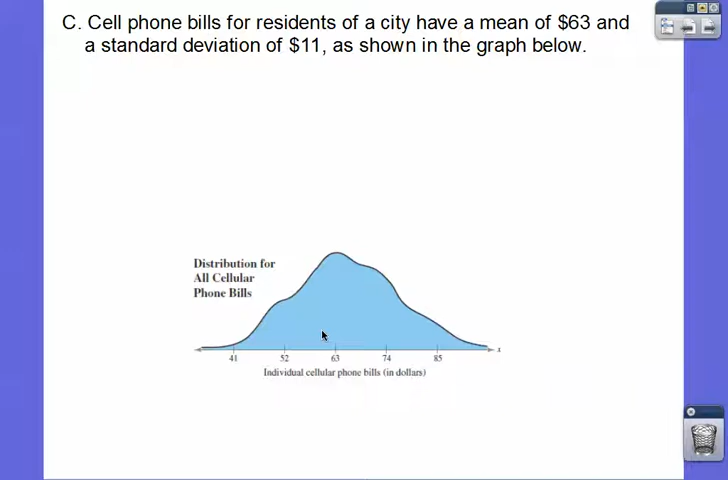 C. Cell phone bills for residents of a city have a mean of $63 and
a standard deviation of $11, as shown in the graph below.
Distribution for
All Cellular
Phone Bills
41 52 63 74 85 x
Individual cellular phone bills (in dollars)